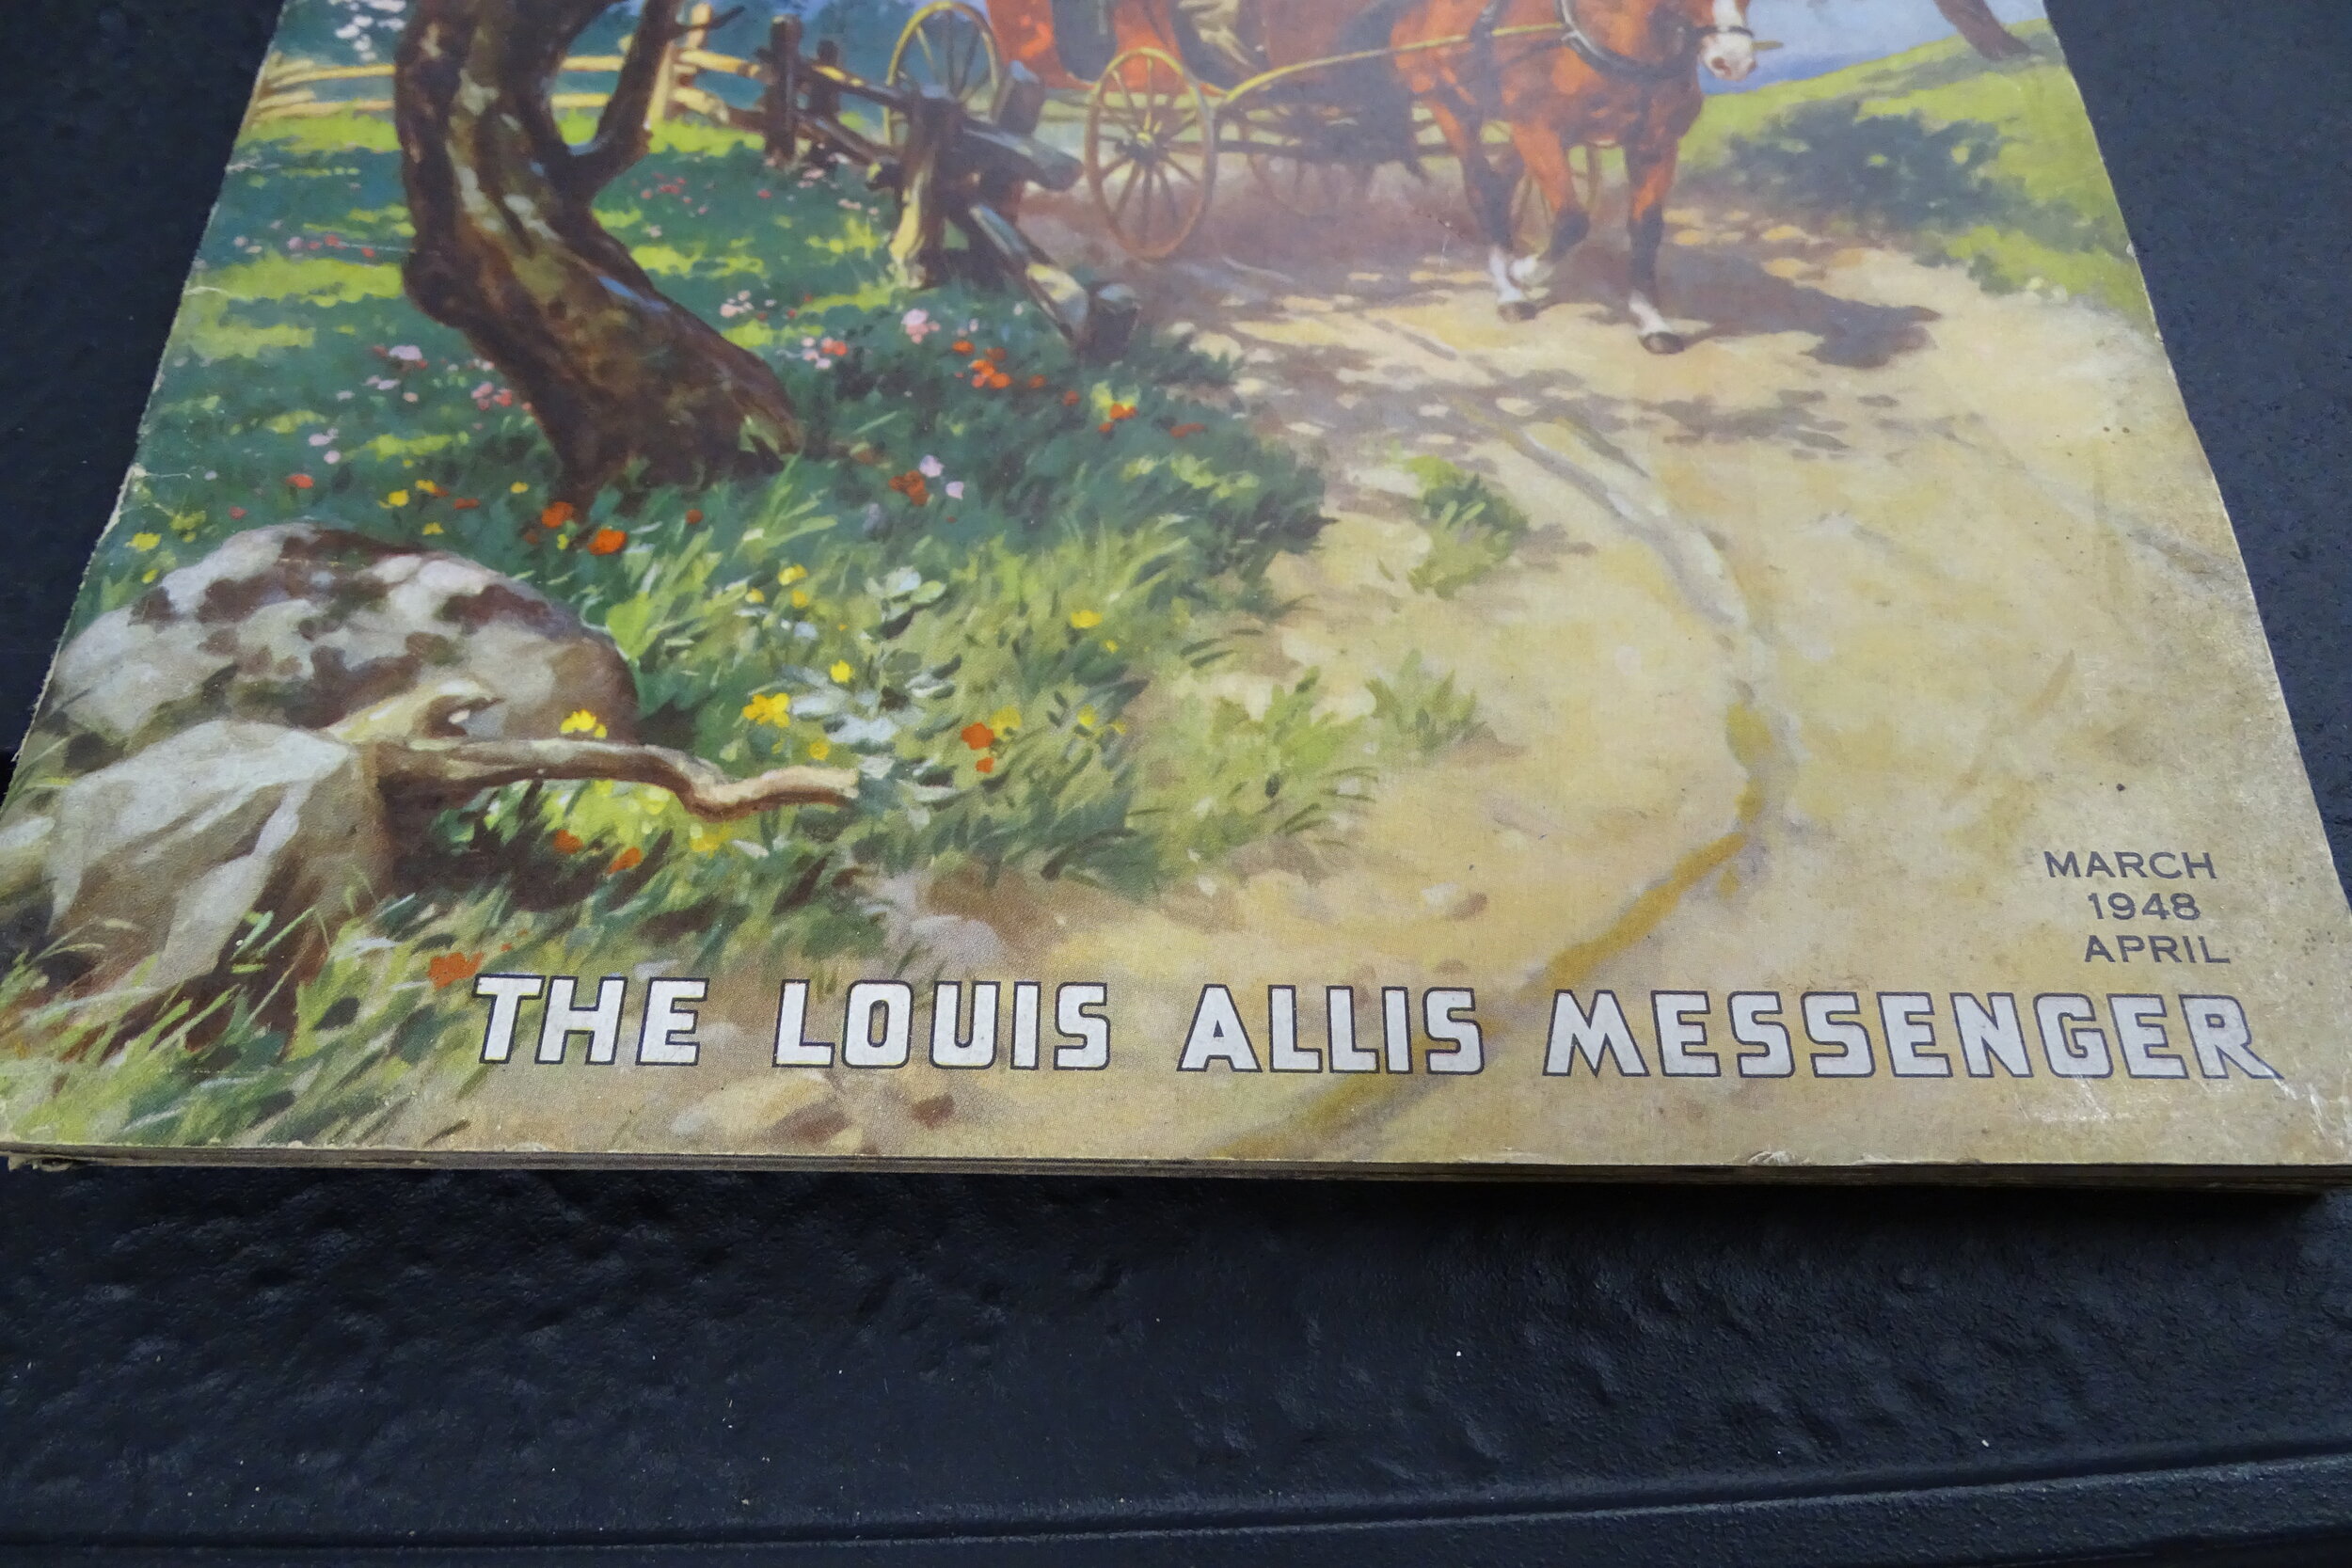 MARCH
1948
APRIL
THE LOUIS ALLIS MESSENGER